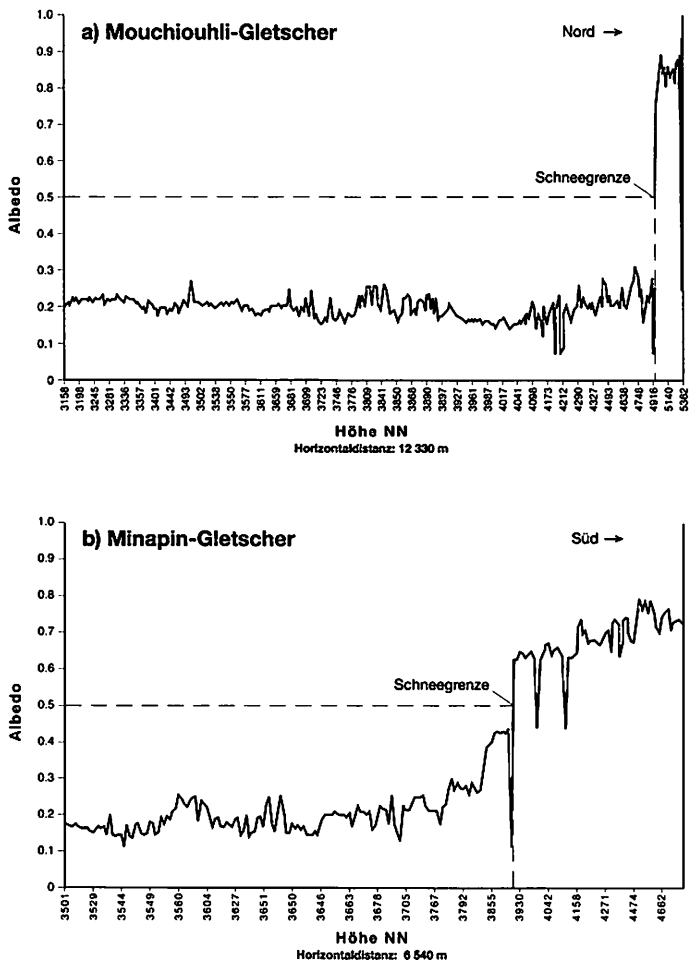 a) Mouchiouhli-Gletscher
Nord →
1.0
0.9
0.8
0.7
0.6
0.5
0.4
0.3
0.2
0.1
0
Albedo
Schneegrenze
3158 3198 3245 3281 3336 3357 3401 3442 3493 3502 3538 3550 3577 3611 3659 3681 3699 3723 3746 3776 3809 3841 3850 3868 3890 3897 3927 3961 3987 4017 4041 4098 4173 4212 4290 4327 4493 4638 4748 4916 5140 5362
Höhe NN
Horizontaldistanz: 12 330 m
b) Minapin-Gletscher
Süd →
1.0
0.9
0.8
0.7
0.6
0.5
0.4
0.3
0.2
0.1
0
Albedo
Schneegrenze
3501 3529 3544 3549 3560 3604 3627 3651 3650 3646 3663 3678 3705 3767 3792 3855 3930 4042 4158 4271 4474 4662
Höhe NN
Horizontaldistanz: 6 540 m